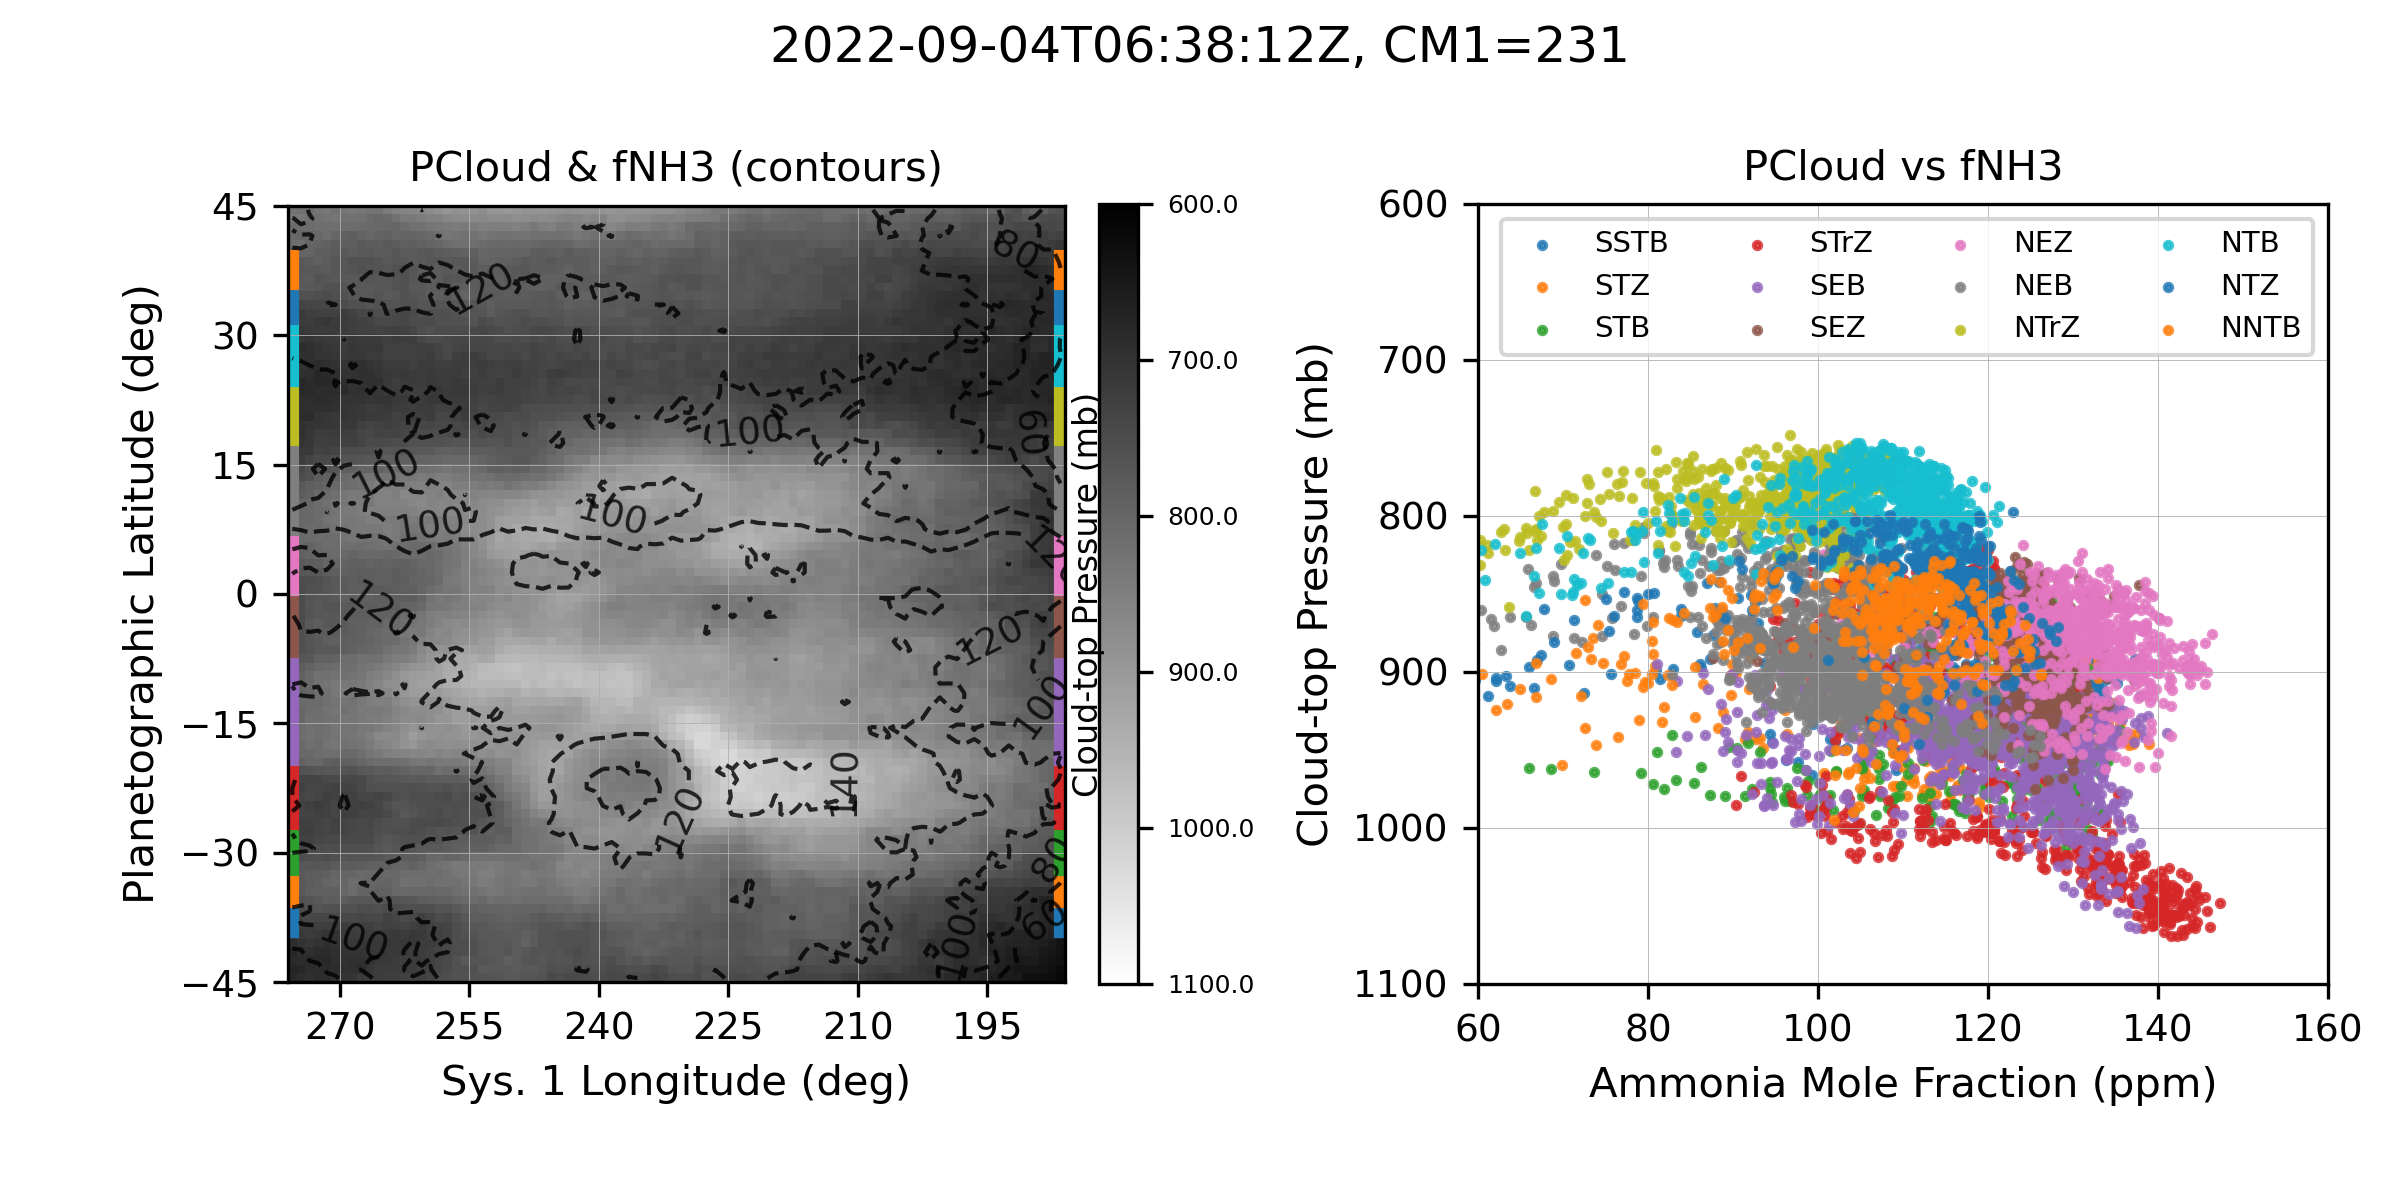 2022-09-04T06:38:12Z, CM1=231
PCloud & fNH3 (contours)
Planetographic Latitude (deg)
45
30
15
0
−15
−30
−45
270
255
240
225
210
195
Sys. 1 Longitude (deg)
80
120
100
60
100
100
100
100
120
120
100
140
120
80
60
100
100
Cloud-top Pressure (mb)
600.0
700.0
800.0
900.0
1000.0
1100.0
PCloud vs fNH3
SSTB
STZ
STB
STrZ
SEB
SEZ
NEZ
NEB
NTrZ
NTB
NTZ
NNTB
Cloud-top Pressure (mb)
600
700
800
900
1000
1100
60
80
100
120
140
160
Ammonia Mole Fraction (ppm)